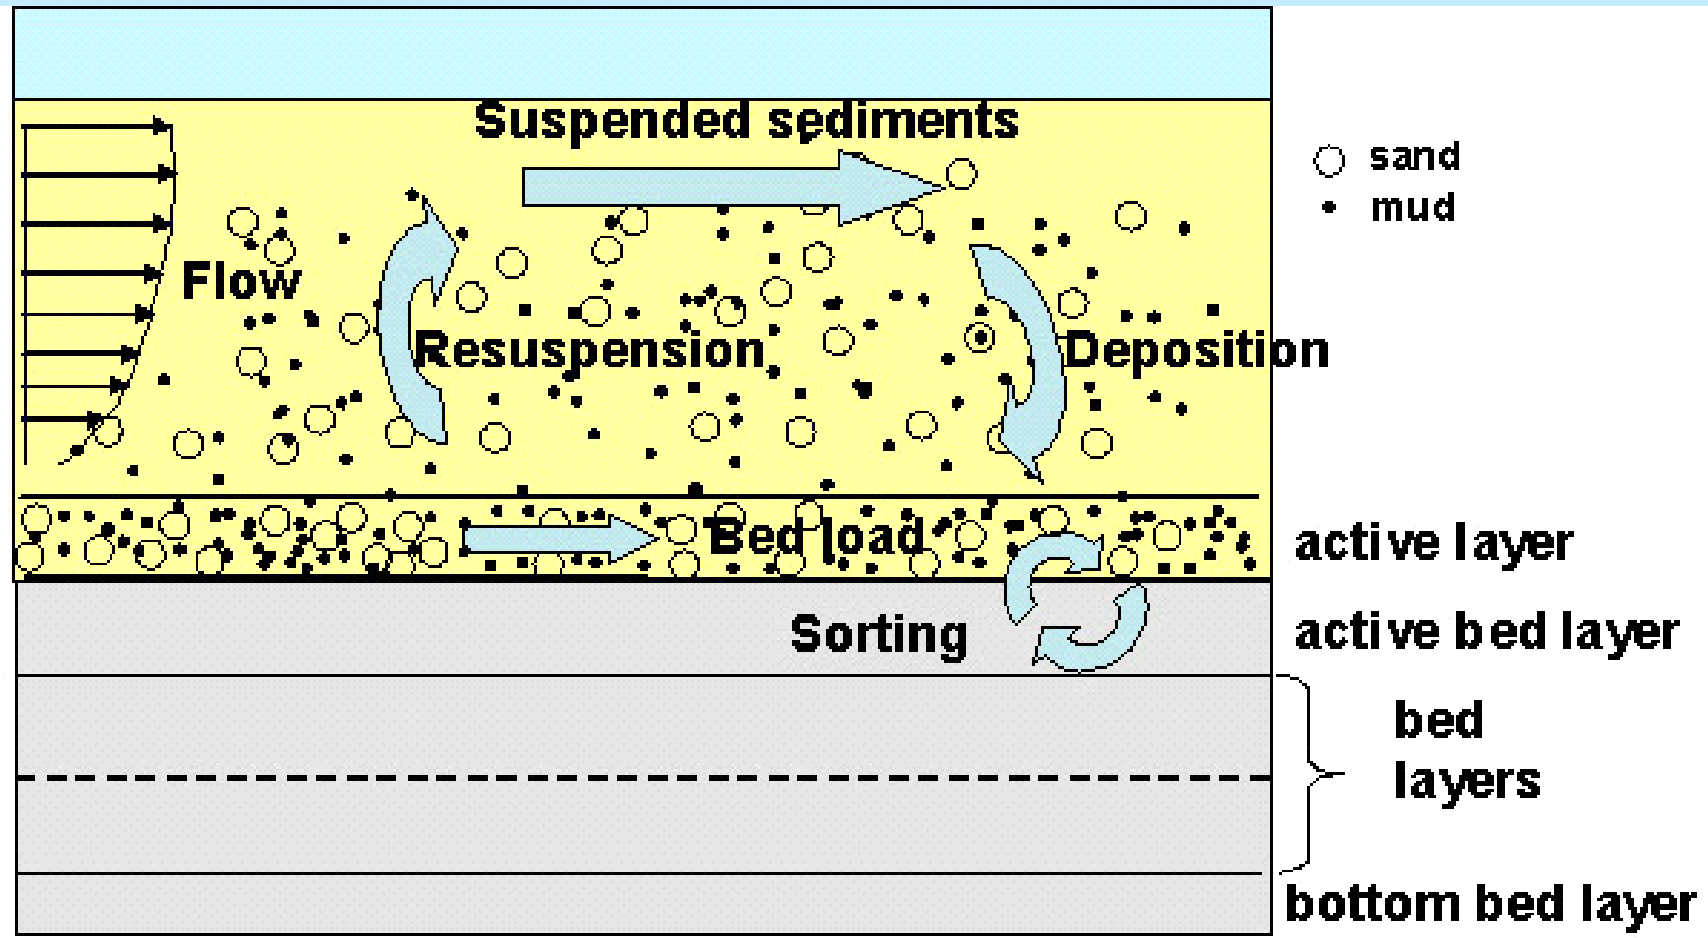 Suspended sediments
sand
mud
Flow
Resuspension
Deposition
Bed load
active layer
Sorting
active bed layer
bed
layers
bottom bed layer